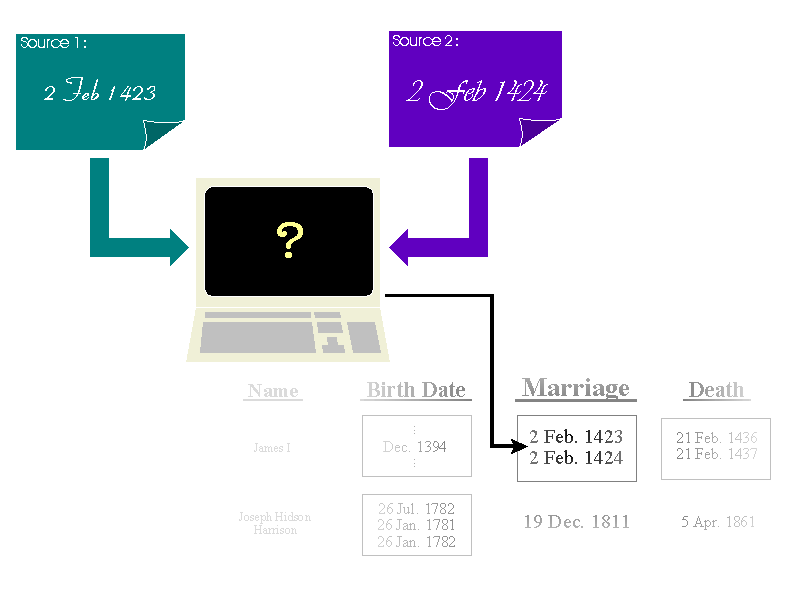 Source 1:
2 Feb 1423
Source 2:
2 Feb 1424
?
Name
Birth Date
Marriage
Death
James I
Dec. 1394
2 Feb. 1423
2 Feb. 1424
21 Feb. 1436
21 Feb. 1437
Joseph Hidson
Harrison
26 Jul. 1782
26 Jan. 1781
26 Jan. 1782
19 Dec. 1811
5 Apr. 1861